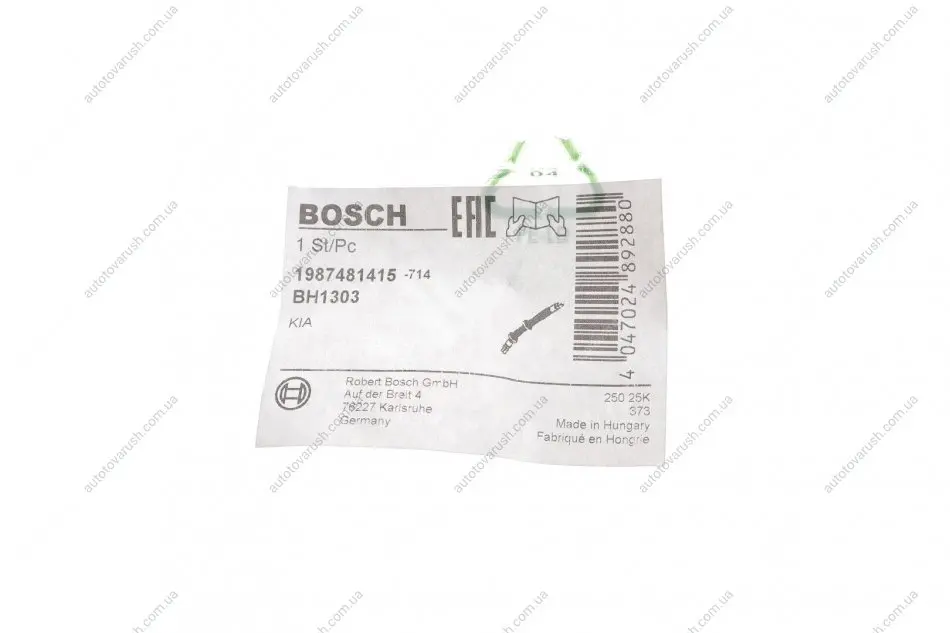 04
BOSCH
EAC
1 St/Pc
1987481415 -714
BH1303
KIA
4 047024 892880
Robert Bosch GmbH
Auf der Breit 4
76227 Karlsruhe
Germany
250 25K
373
Made in Hungary
Fabriqué en Hongrie
autotovarush.com.ua